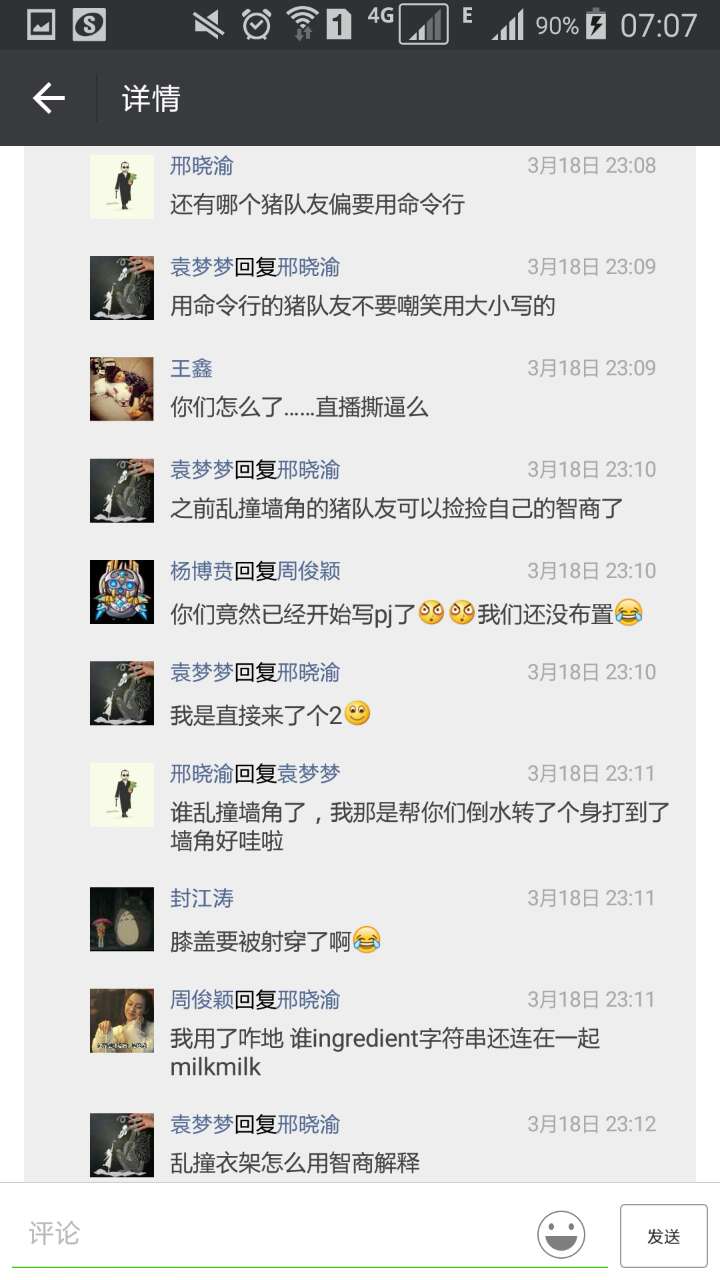 4G
E
1
90%
07:07
详情
邢晓渝
3月18日 23:08
还有哪个猪队友偏要用命令行
袁梦梦回复邢晓渝
3月18日 23:09
用命令行的猪队友不要嘲笑用大小写的
王鑫
3月18日 23:09
你们怎么了……直播撕逼么
袁梦梦回复邢晓渝
3月18日 23:10
之前乱撞墙角的猪队友可以捡捡自己的智商了
杨博贲回复周俊颖
3月18日 23:10
你们竟然已经开始写pj了😳😳我们还没布置😂
袁梦梦回复邢晓渝
3月18日 23:10
我是直接来了个2🙂
邢晓渝回复袁梦梦
3月18日 23:11
谁乱撞墙角了，我那是帮你们倒水转了个身打到了
墙角好哇啦
封江涛
3月18日 23:11
膝盖要被射穿了啊😂
周俊颖回复邢晓渝
3月18日 23:11
我用了咋地 谁ingredient字符串还连在一起
milkmilk
袁梦梦回复邢晓渝
3月18日 23:12
乱撞衣架怎么用智商解释
评论
发送